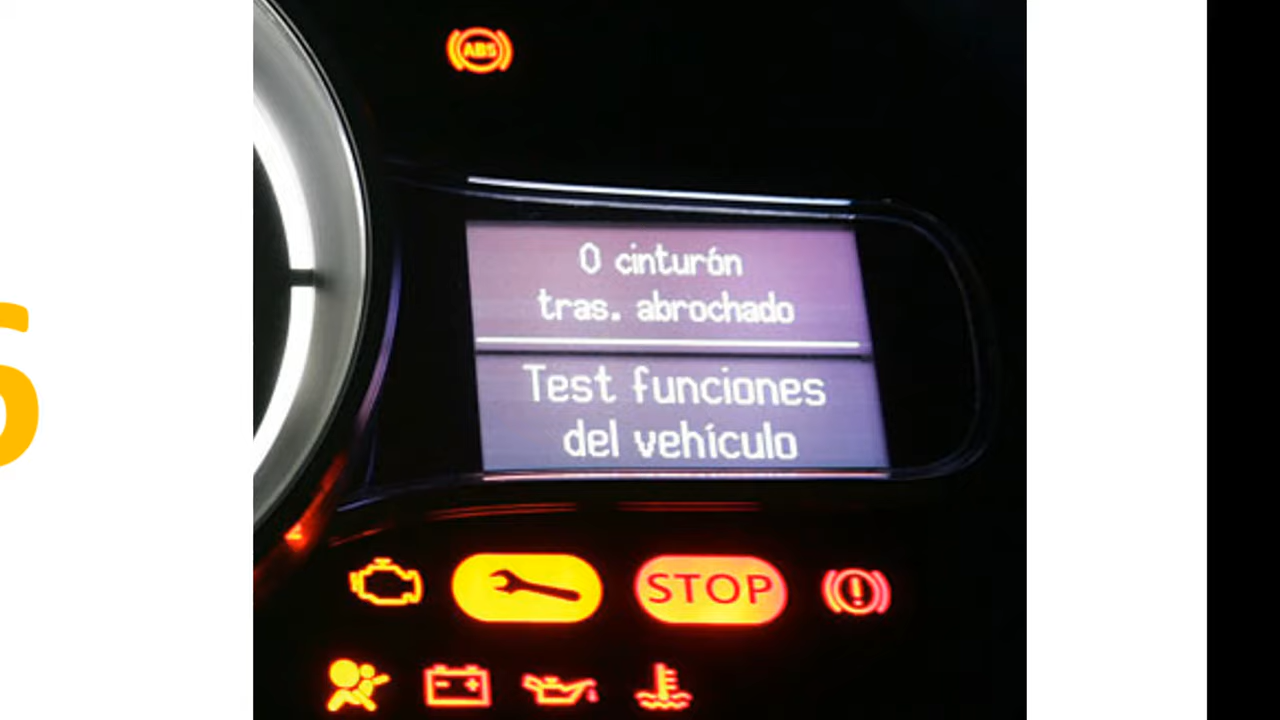 ABS
0 cinturón
tras. abrochado
Test funciones
del vehículo
STOP